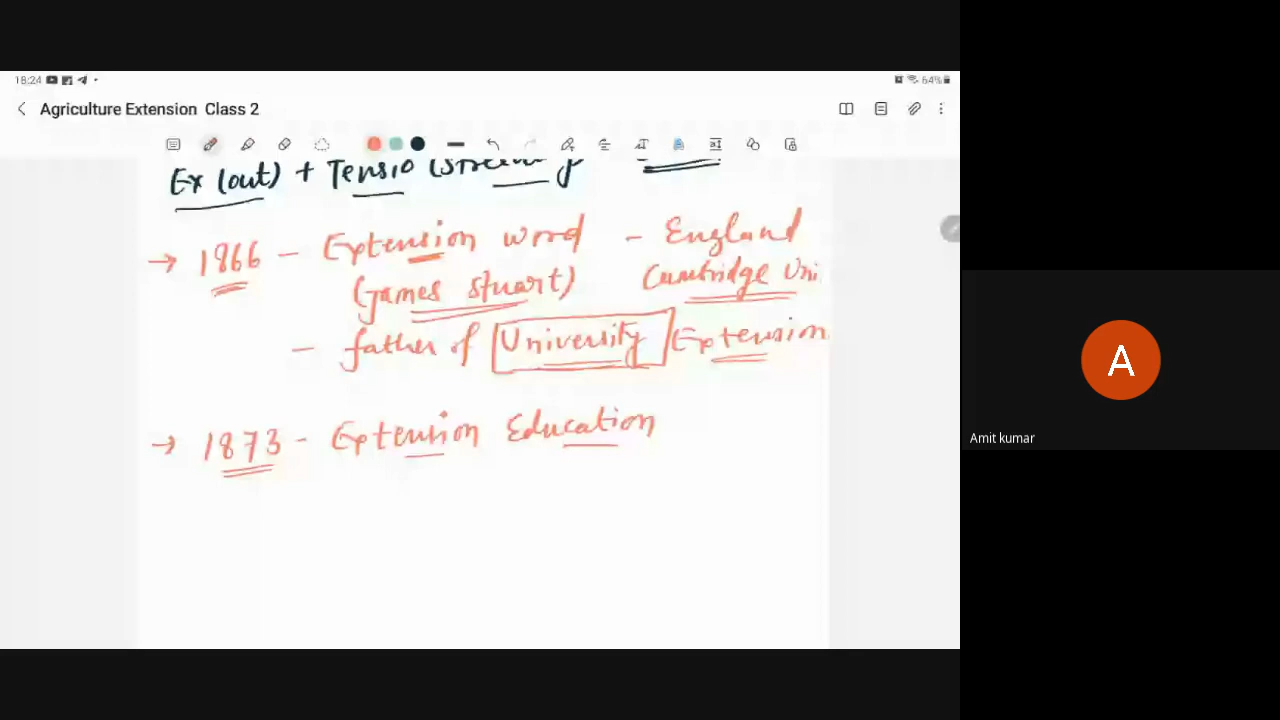 18:24 64%
Agriculture Extension Class 2
Ex (out) + Tensio
→ 1866 - Extension word - England
(James Stuart) Cambridge Uni
- father of University Extension
→ 1873 - Extension Education
A
Amit kumar